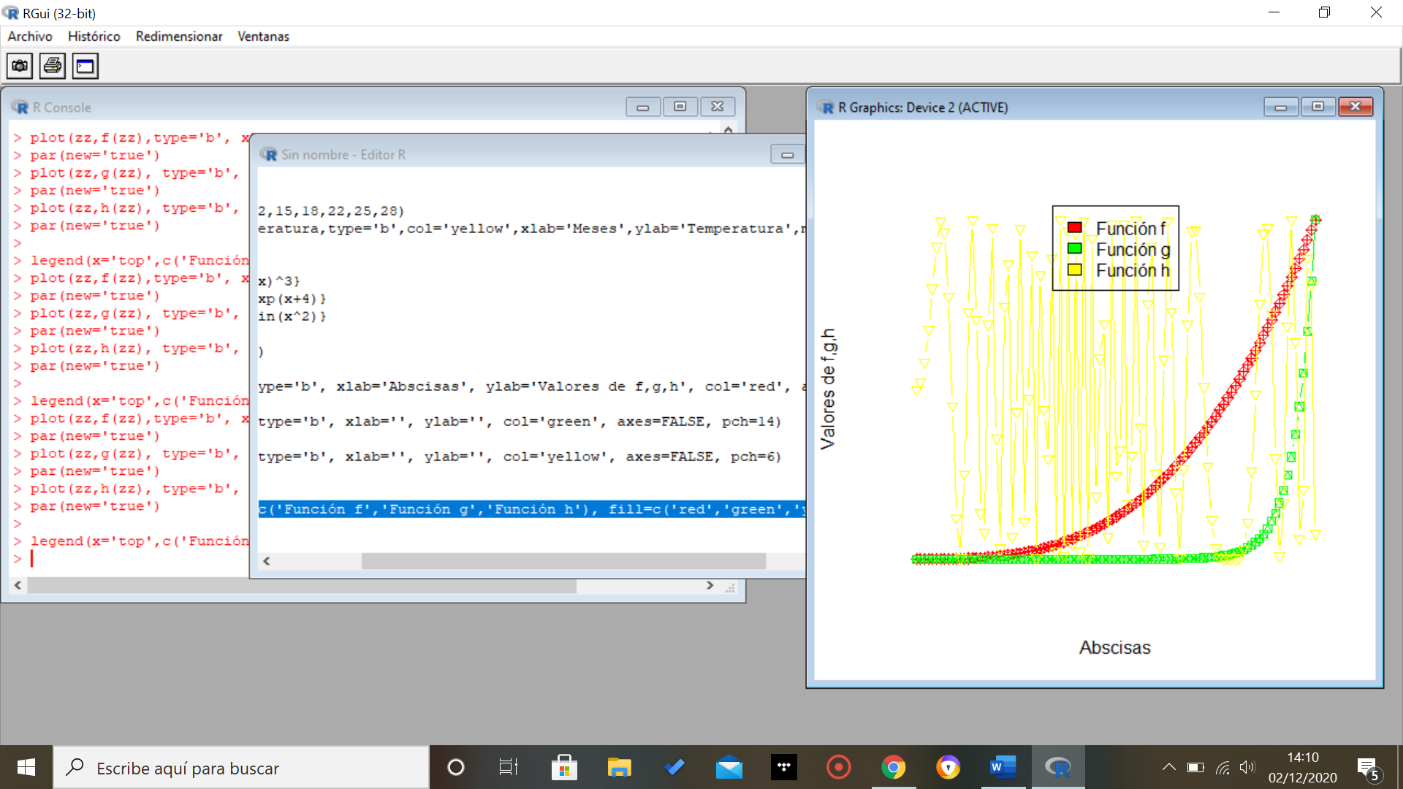 RGui (32-bit)
Archivo Histórico Redimensionar Ventanas
R Console
> plot(zz,f(zz),type='b', x
> par(new='true')
> plot(zz,g(zz), type='b',
> par(new='true')
> plot(zz,h(zz), type='b',
> par(new='true')
>
> legend(x='top',c('Función
> plot(zz,f(zz),type='b', x
> par(new='true')
> plot(zz,g(zz), type='b',
> par(new='true')
> plot(zz,h(zz), type='b',
> par(new='true')
>
> legend(x='top',c('Función
> plot(zz,f(zz),type='b', x
> par(new='true')
> plot(zz,g(zz), type='b',
> par(new='true')
> plot(zz,h(zz), type='b',
> par(new='true')
>
> legend(x='top',c('Función
>
Sin nombre - Editor R
2,15,18,22,25,28)
eratura,type='b',col='yellow',xlab='Meses',ylab='Temperatura',
x)^3}
xp(x+4)}
in(x^2)}
)
ype='b', xlab='Abscisas', ylab='Valores de f,g,h', col='red', a
type='b', xlab='', ylab='', col='green', axes=FALSE, pch=14)
type='b', xlab='', ylab='', col='yellow', axes=FALSE, pch=6)
c('Función f','Función g','Función h'), fill=c('red','green','y
R Graphics: Device 2 (ACTIVE)
Función f
Función g
Función h
Valores de f,g,h
Abscisas
Escribe aquí para buscar
14:10
02/12/2020
5